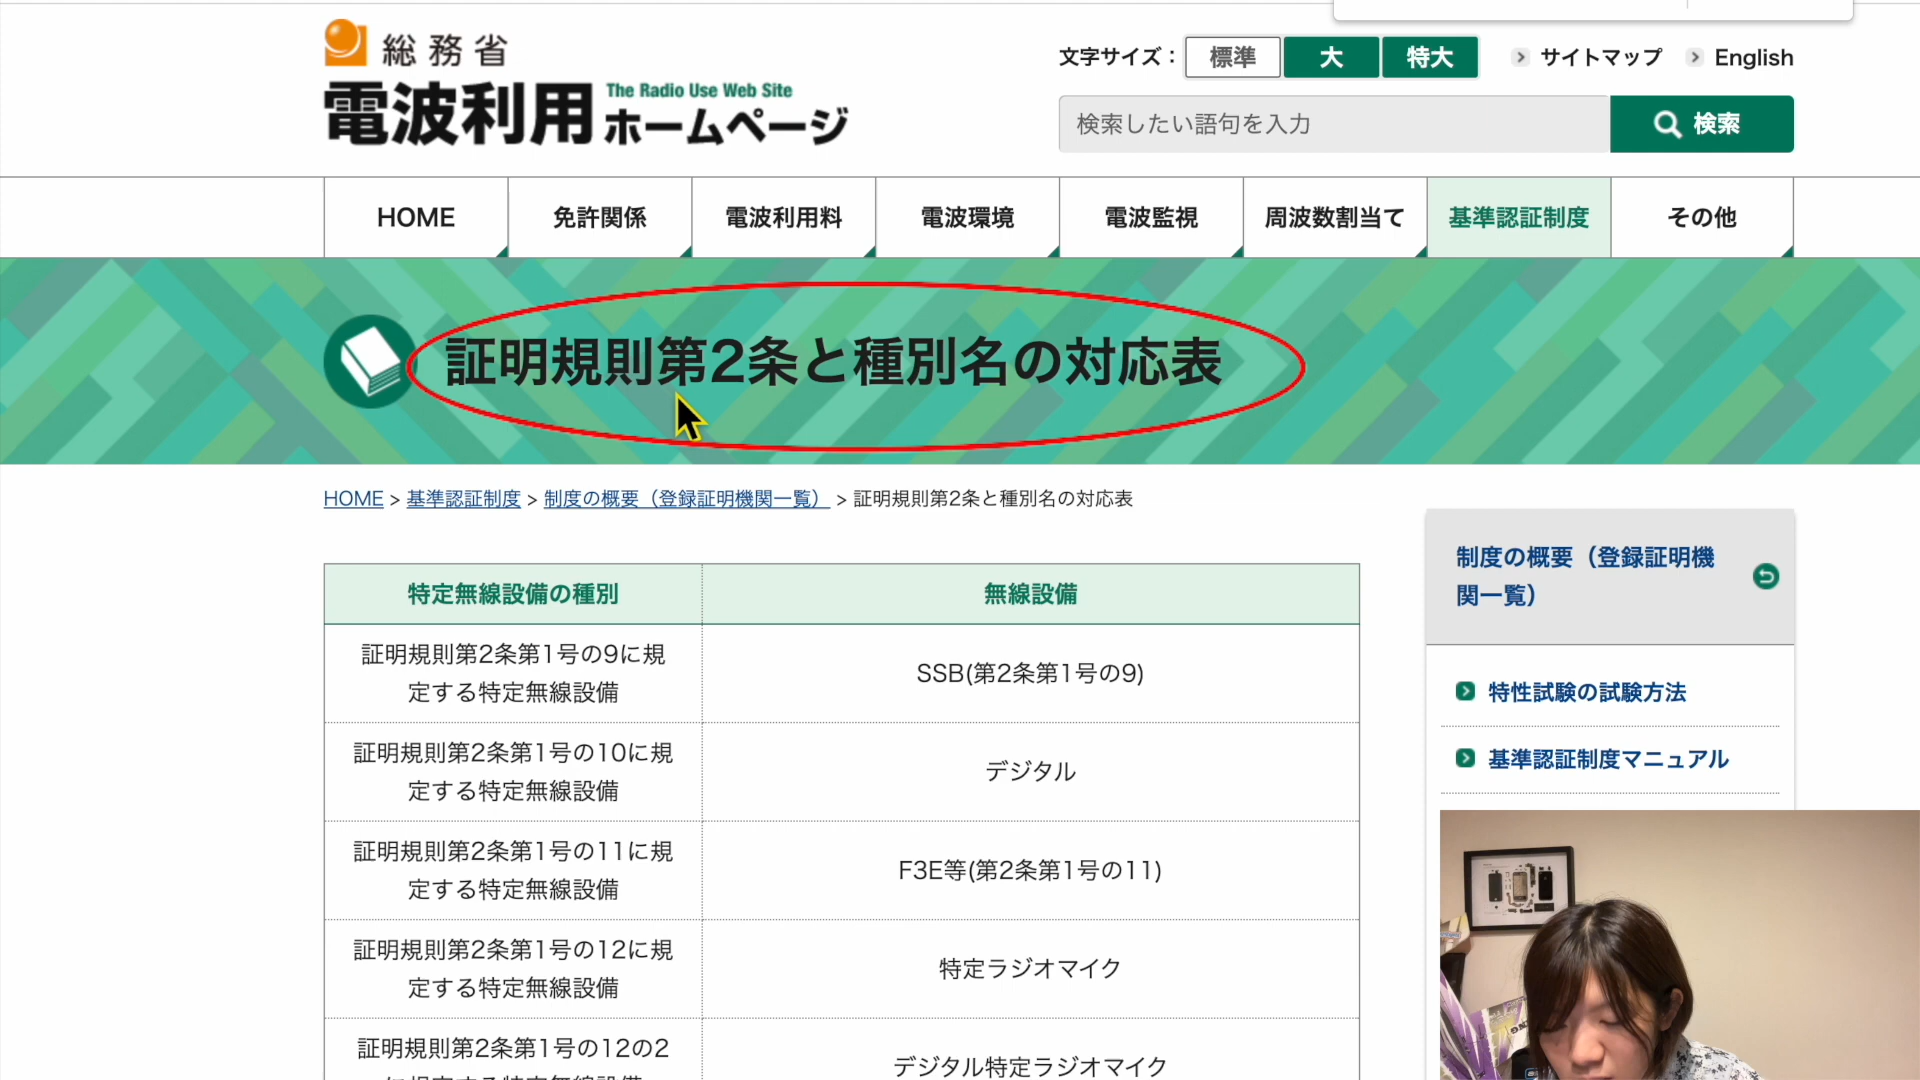 総務省
電波利用ホームページ
The Radio Use Web Site
文字サイズ：
標準
大
特大
サイトマップ
English
検索したい語句を入力
検索
HOME
免許関係
電波利用料
電波環境
電波監視
周波数割当て
基準認証制度
その他
証明規則第2条と種別名の対応表
HOME > 基準認証制度 > 制度の概要（登録証明機関一覧） > 証明規則第2条と種別名の対応表
特定無線設備の種別
無線設備
証明規則第2条第1号の9に規
定する特定無線設備
SSB(第2条第1号の9)
証明規則第2条第1号の10に規
定する特定無線設備
デジタル
証明規則第2条第1号の11に規
定する特定無線設備
F3E等(第2条第1号の11)
証明規則第2条第1号の12に規
定する特定無線設備
特定ラジオマイク
証明規則第2条第1号の12の2
に規定する特定無線設備
デジタル特定ラジオマイク
制度の概要（登録証明機
関一覧）
特性試験の試験方法
基準認証制度マニュアル